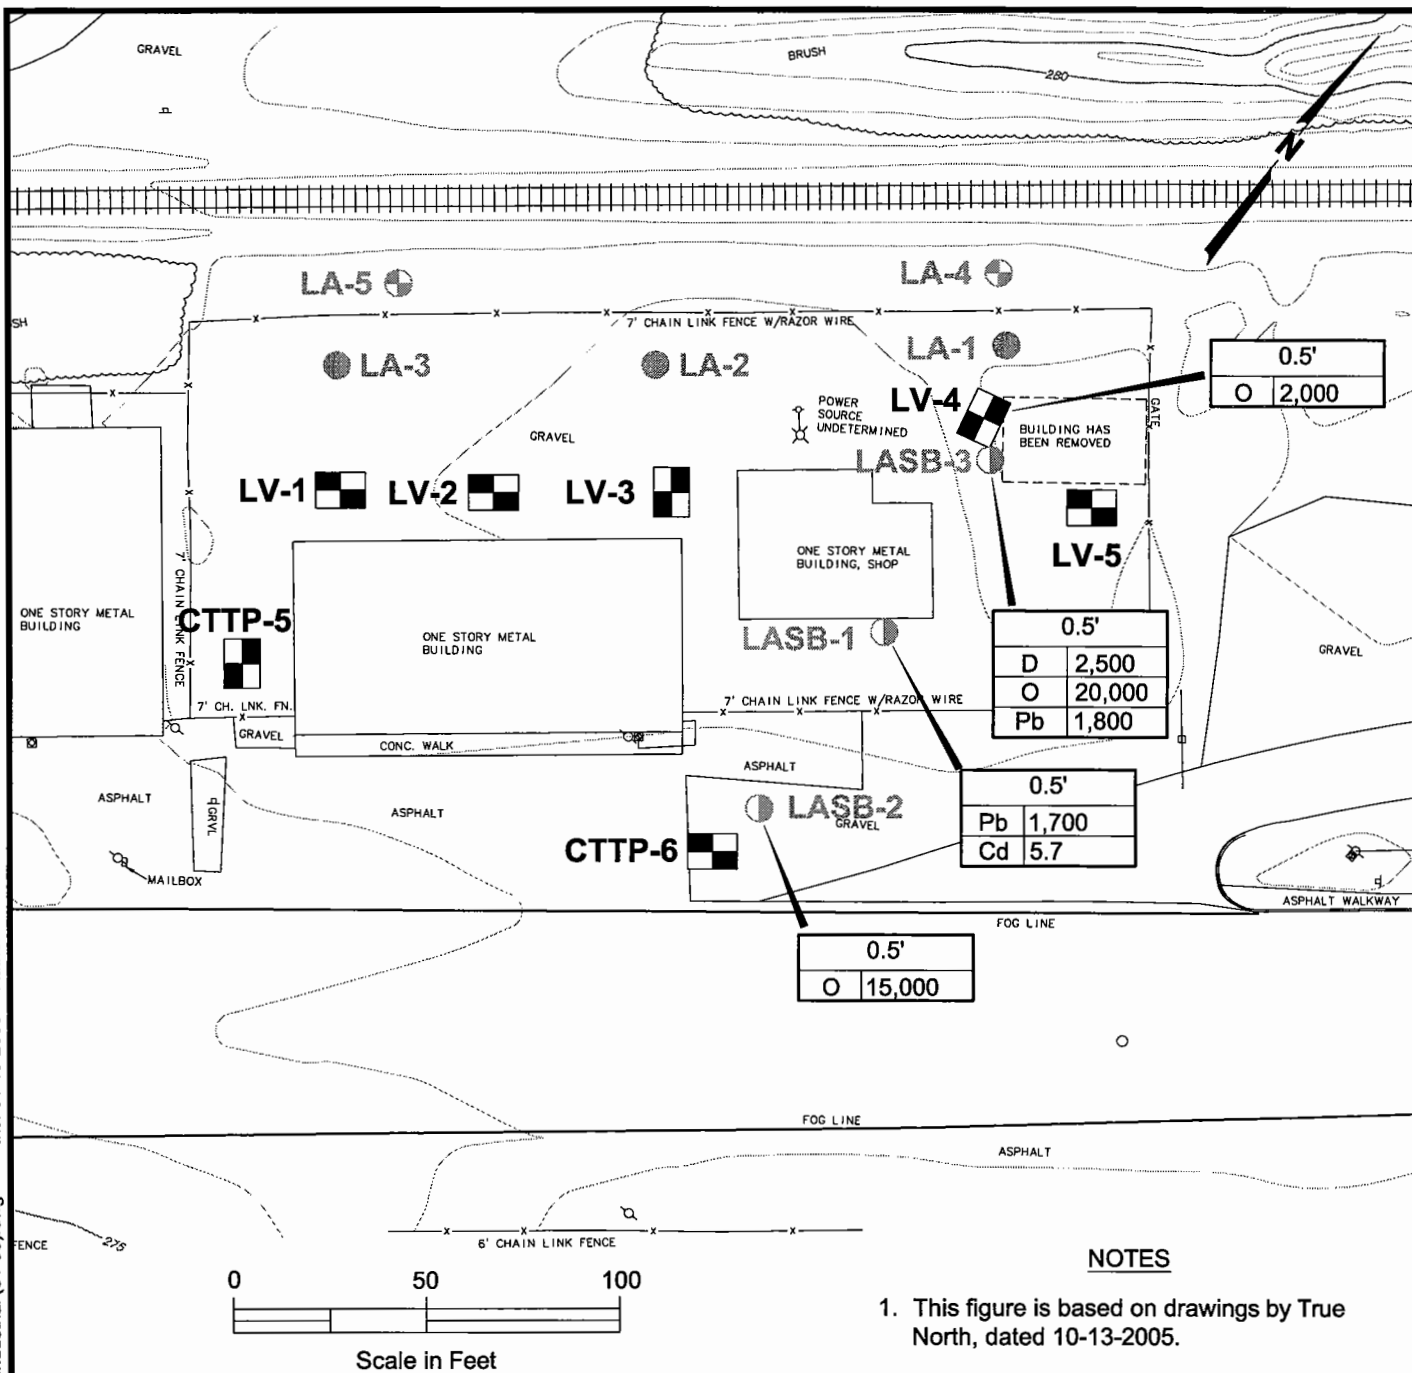 GRAVEL
BRUSH
280
N
LA-5
LA-4
SH
7' CHAIN LINK FENCE W/RAZOR WIRE
LA-3
LA-2
LA-1
0.5'
O 2,000
LV-4
GATE
POWER
SOURCE
UNDETERMINED
BUILDING HAS
BEEN REMOVED
GRAVEL
LASB-3
LV-1
LV-2
LV-3
LV-5
ONE STORY METAL
BUILDING, SHOP
7' CHAIN LINK FENCE
ONE STORY METAL
BUILDING
CTTP-5
ONE STORY METAL
BUILDING
LASB-1
0.5'
D 2,500
O 20,000
Pb 1,800
GRAVEL
7' CH. LNK. FN.
7' CHAIN LINK FENCE W/RAZOR WIRE
GRAVEL
CONC. WALK
ASPHALT
0.5'
Pb 1,700
Cd 5.7
ASPHALT
GRVL
ASPHALT
LASB-2
GRAVEL
CTTP-6
MAILBOX
ASPHALT WALKWAY
FOG LINE
0.5'
O 15,000
FOG LINE
ASPHALT
FENCE
275
6' CHAIN LINK FENCE
0 50 100
Scale in Feet
NOTES
1. This figure is based on drawings by True
North, dated 10-13-2005.